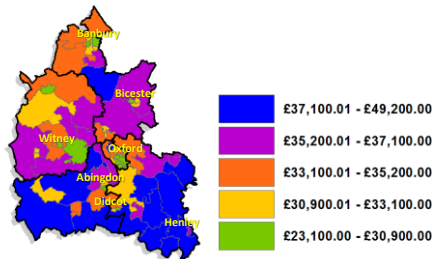 Banbury
Bicester
Witney
Oxford
Abingdon
Didcot
Henley
£37,100.01 - £49,200.00
£35,200.01 - £37,100.00
£33,100.01 - £35,200.00
£30,900.01 - £33,100.00
£23,100.00 - £30,900.00